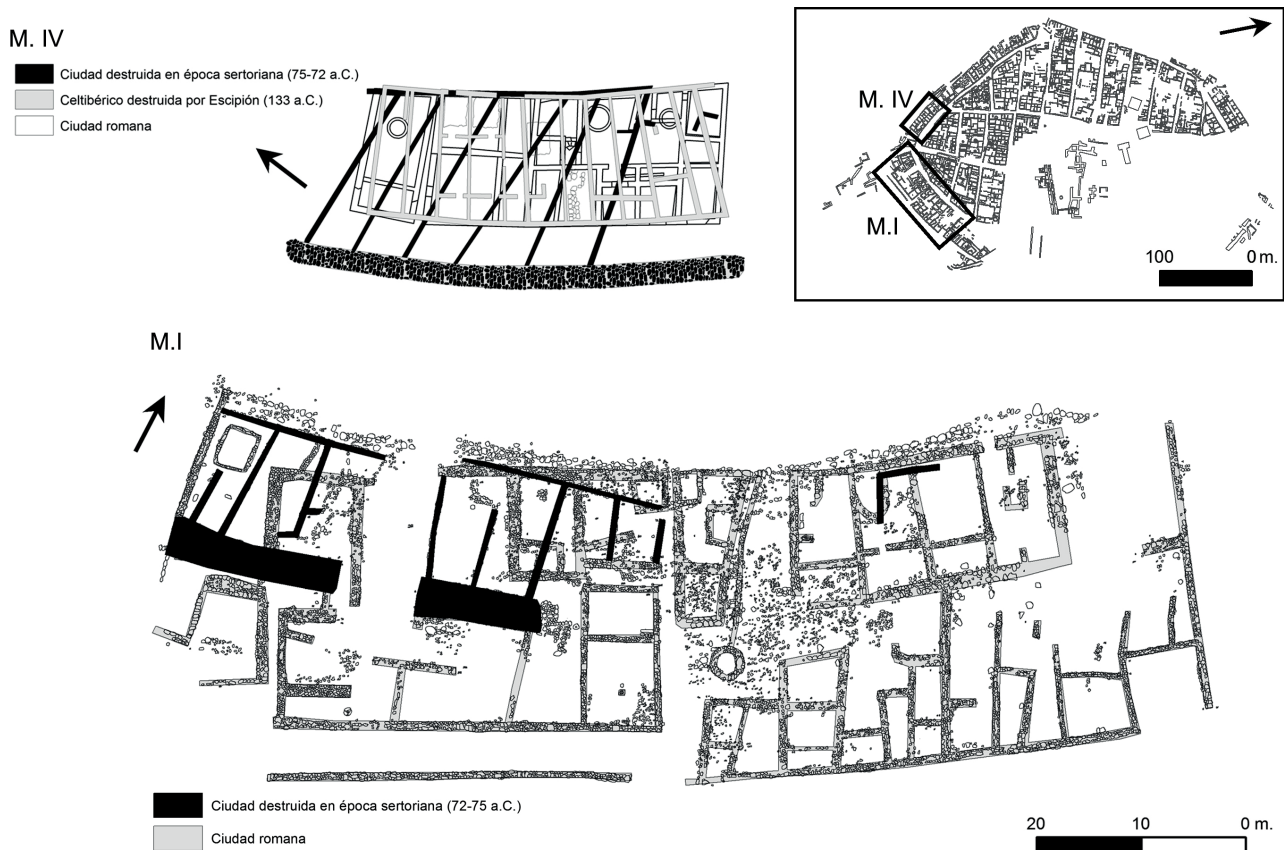 M. IV
Ciudad destruida en época sertoriana (75-72 a.C.)
Celtibérico destruida por Escipión (133 a.C.)
Ciudad romana
M. IV
M.I
100 0 m.
M.I
Ciudad destruida en época sertoriana (72-75 a.C.)
Ciudad romana
20 10 0 m.